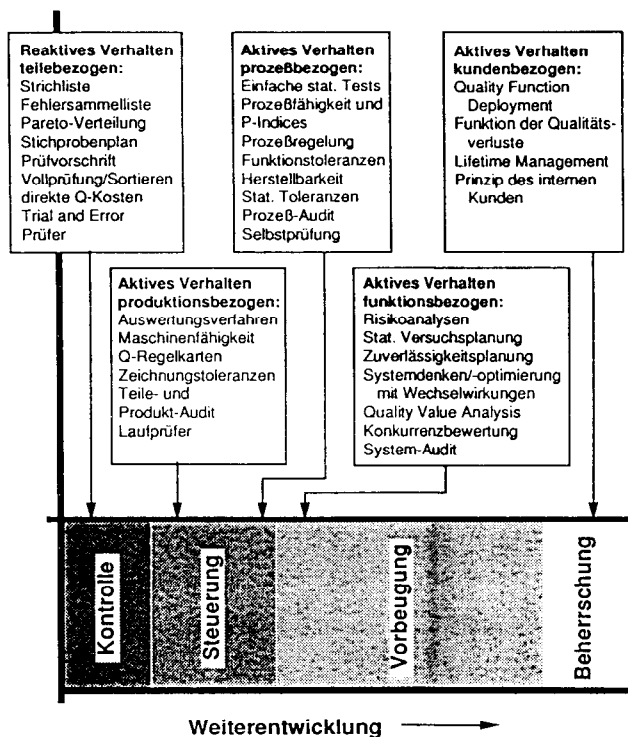 Reaktives Verhalten
teilebezogen:
Strichliste
Fehlersammelliste
Pareto-Verteilung
Stichprobenplan
Prüfvorschrift
Vollprüfung/Sortieren
direkte Q-Kosten
Trial and Error
Prüfer
Aktives Verhalten
prozeßbezogen:
Einfache stat. Tests
Prozeßfähigkeit und
P-Indices
Prozeßregelung
Funktionstoleranzen
Herstellbarkeit
Stat. Toleranzen
Prozeß-Audit
Selbstprüfung
Aktives Verhalten
kundenbezogen:
Quality Function
Deployment
Funktion der Qualitäts-
verluste
Lifetime Management
Prinzip des internen
Kunden
Aktives Verhalten
produktionsbezogen:
Auswertungsverfahren
Maschinenfähigkeit
Q-Regelkarten
Zeichnungstoleranzen
Teile- und
Produkt-Audit
Laufprüfer
Aktives Verhalten
funktionsbezogen:
Risikoanalysen
Stat. Versuchsplanung
Zuverlässigkeitsplanung
Systemdenken/-optimierung
mit Wechselwirkungen
Quality Value Analysis
Konkurrenzbewertung
System-Audit
Kontrolle
Steuerung
Vorbeugung
Beherrschung
Weiterentwicklung